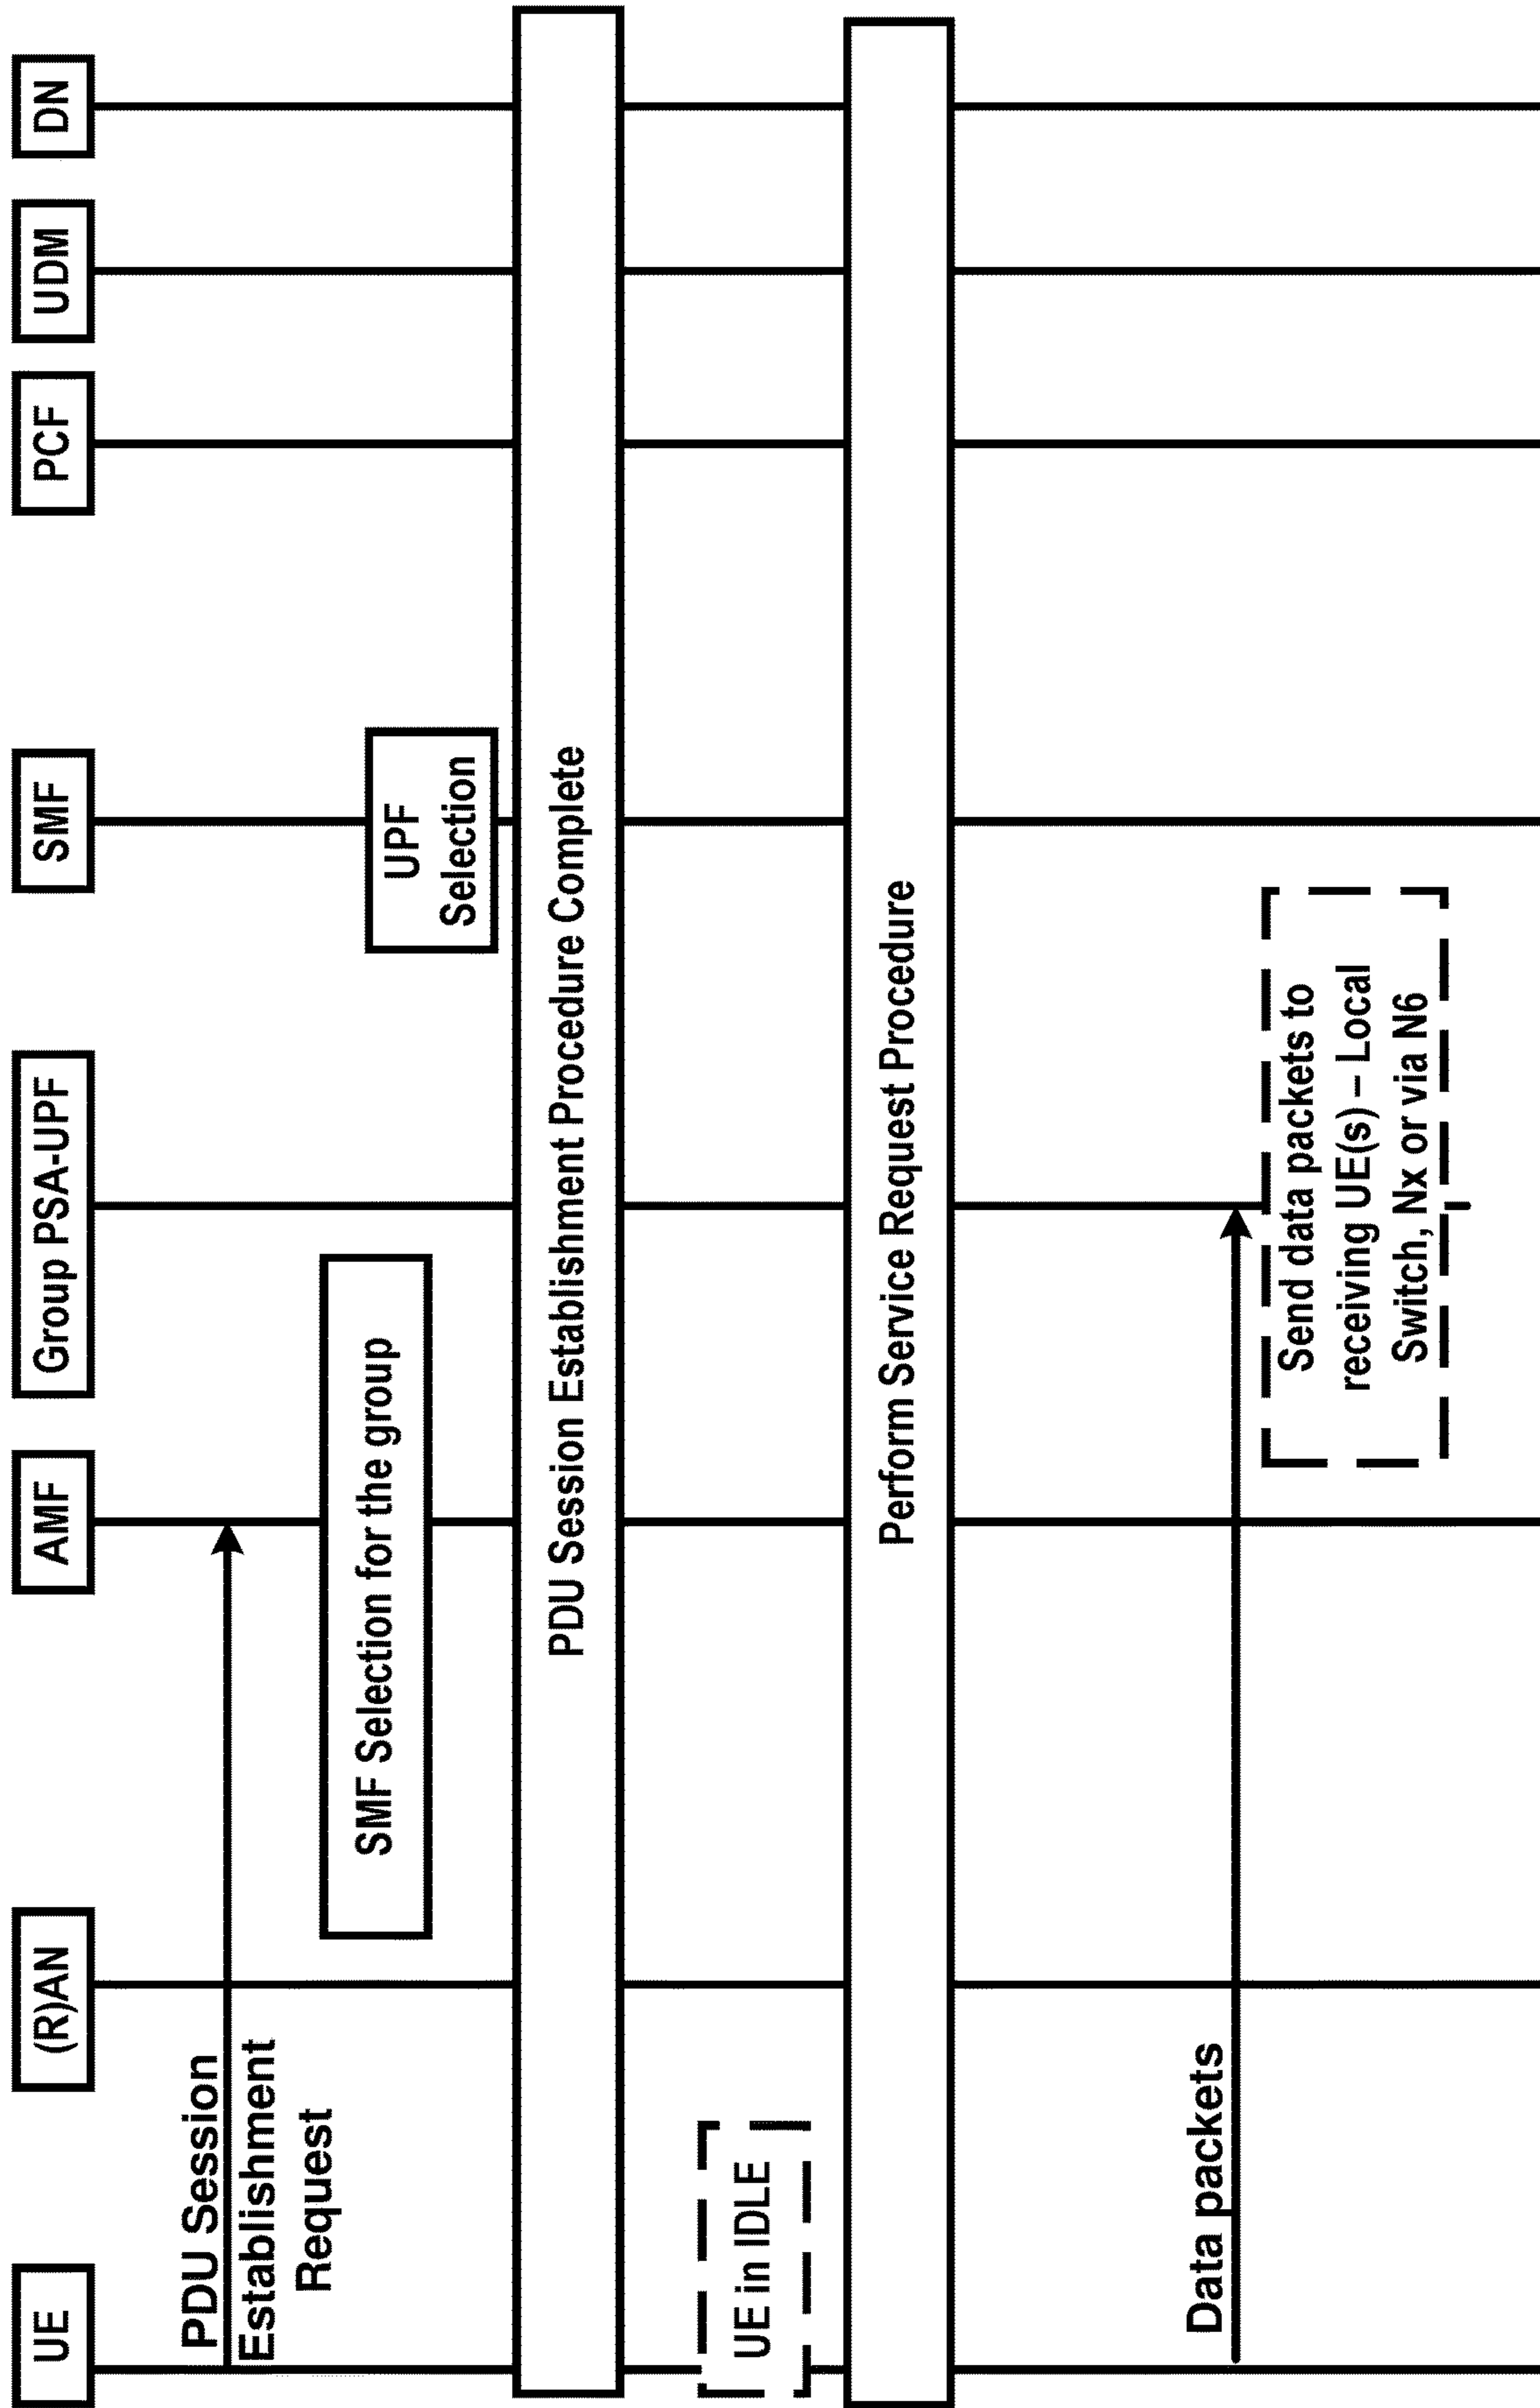 UE
(R)AN
AMF
Group PSA-UPF
SMF
PCF
UDM
DN
PDU Session
Establishment
Request
SMF Selection for the group
UPF
Selection
PDU Session Establishment Procedure Complete
UE in IDLE
Perform Service Request Procedure
Data packets
Send data packets to
receiving UE(s) – Local
Switch, Nx or via N6